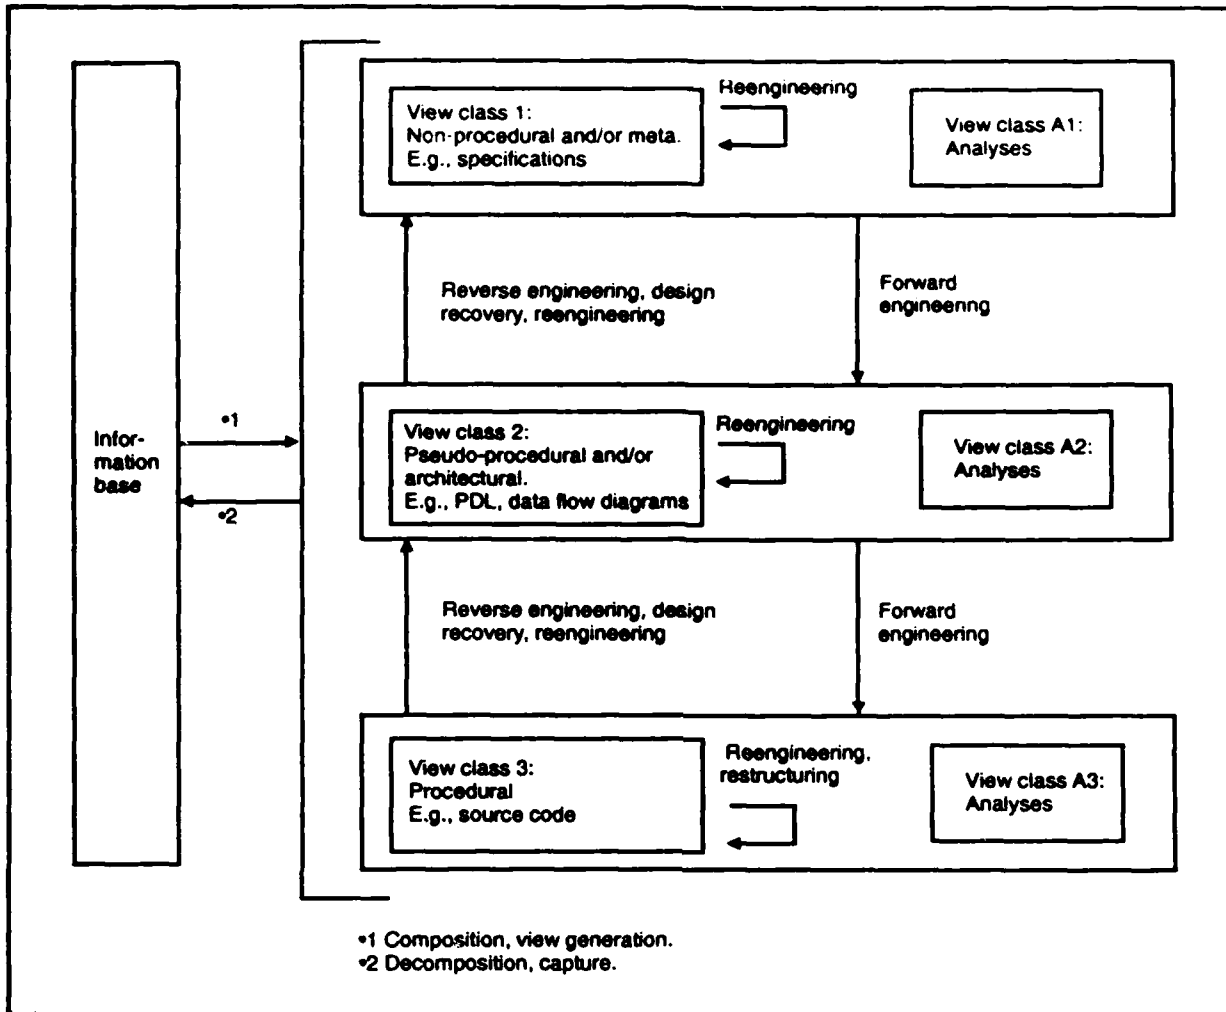 Reengineering
View class 1:
Non-procedural and/or meta.
E.g., specifications
View class A1:
Analyses
Reverse engineering, design
recovery, reengineering
Forward
engineering
Infor-
mation
base
•1
•2
View class 2:
Pseudo-procedural and/or
architectural.
E.g., PDL, data flow diagrams
Reengineering
View class A2:
Analyses
Reverse engineering, design
recovery, reengineering
Forward
engineering
View class 3:
Procedural
E.g., source code
Reengineering,
restructuring
View class A3:
Analyses
•1 Composition, view generation.
•2 Decomposition, capture.